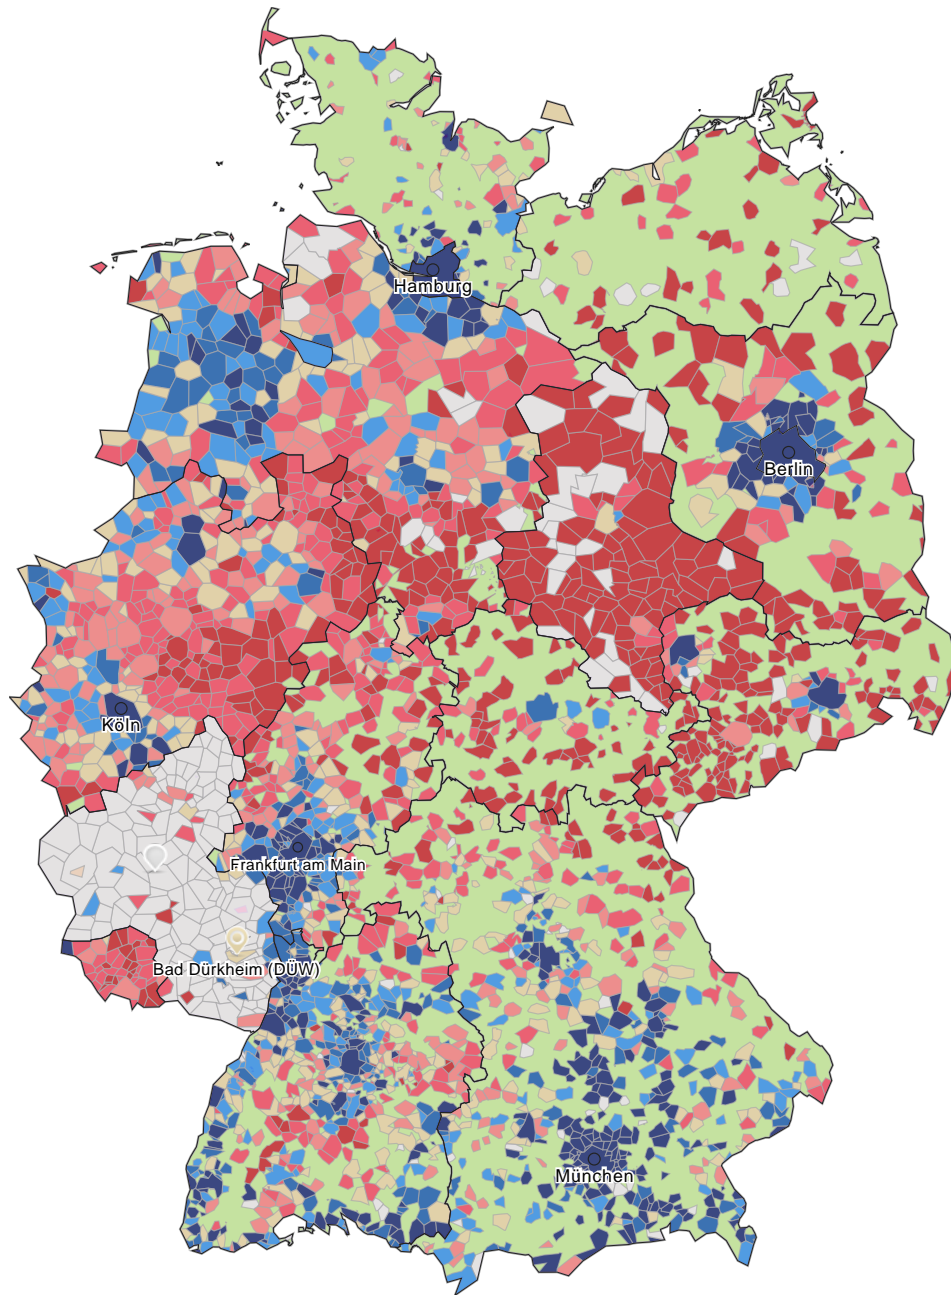 Hamburg
Berlin
Köln
Frankfurt am Main
Bad Dürkheim (DÜW)
München